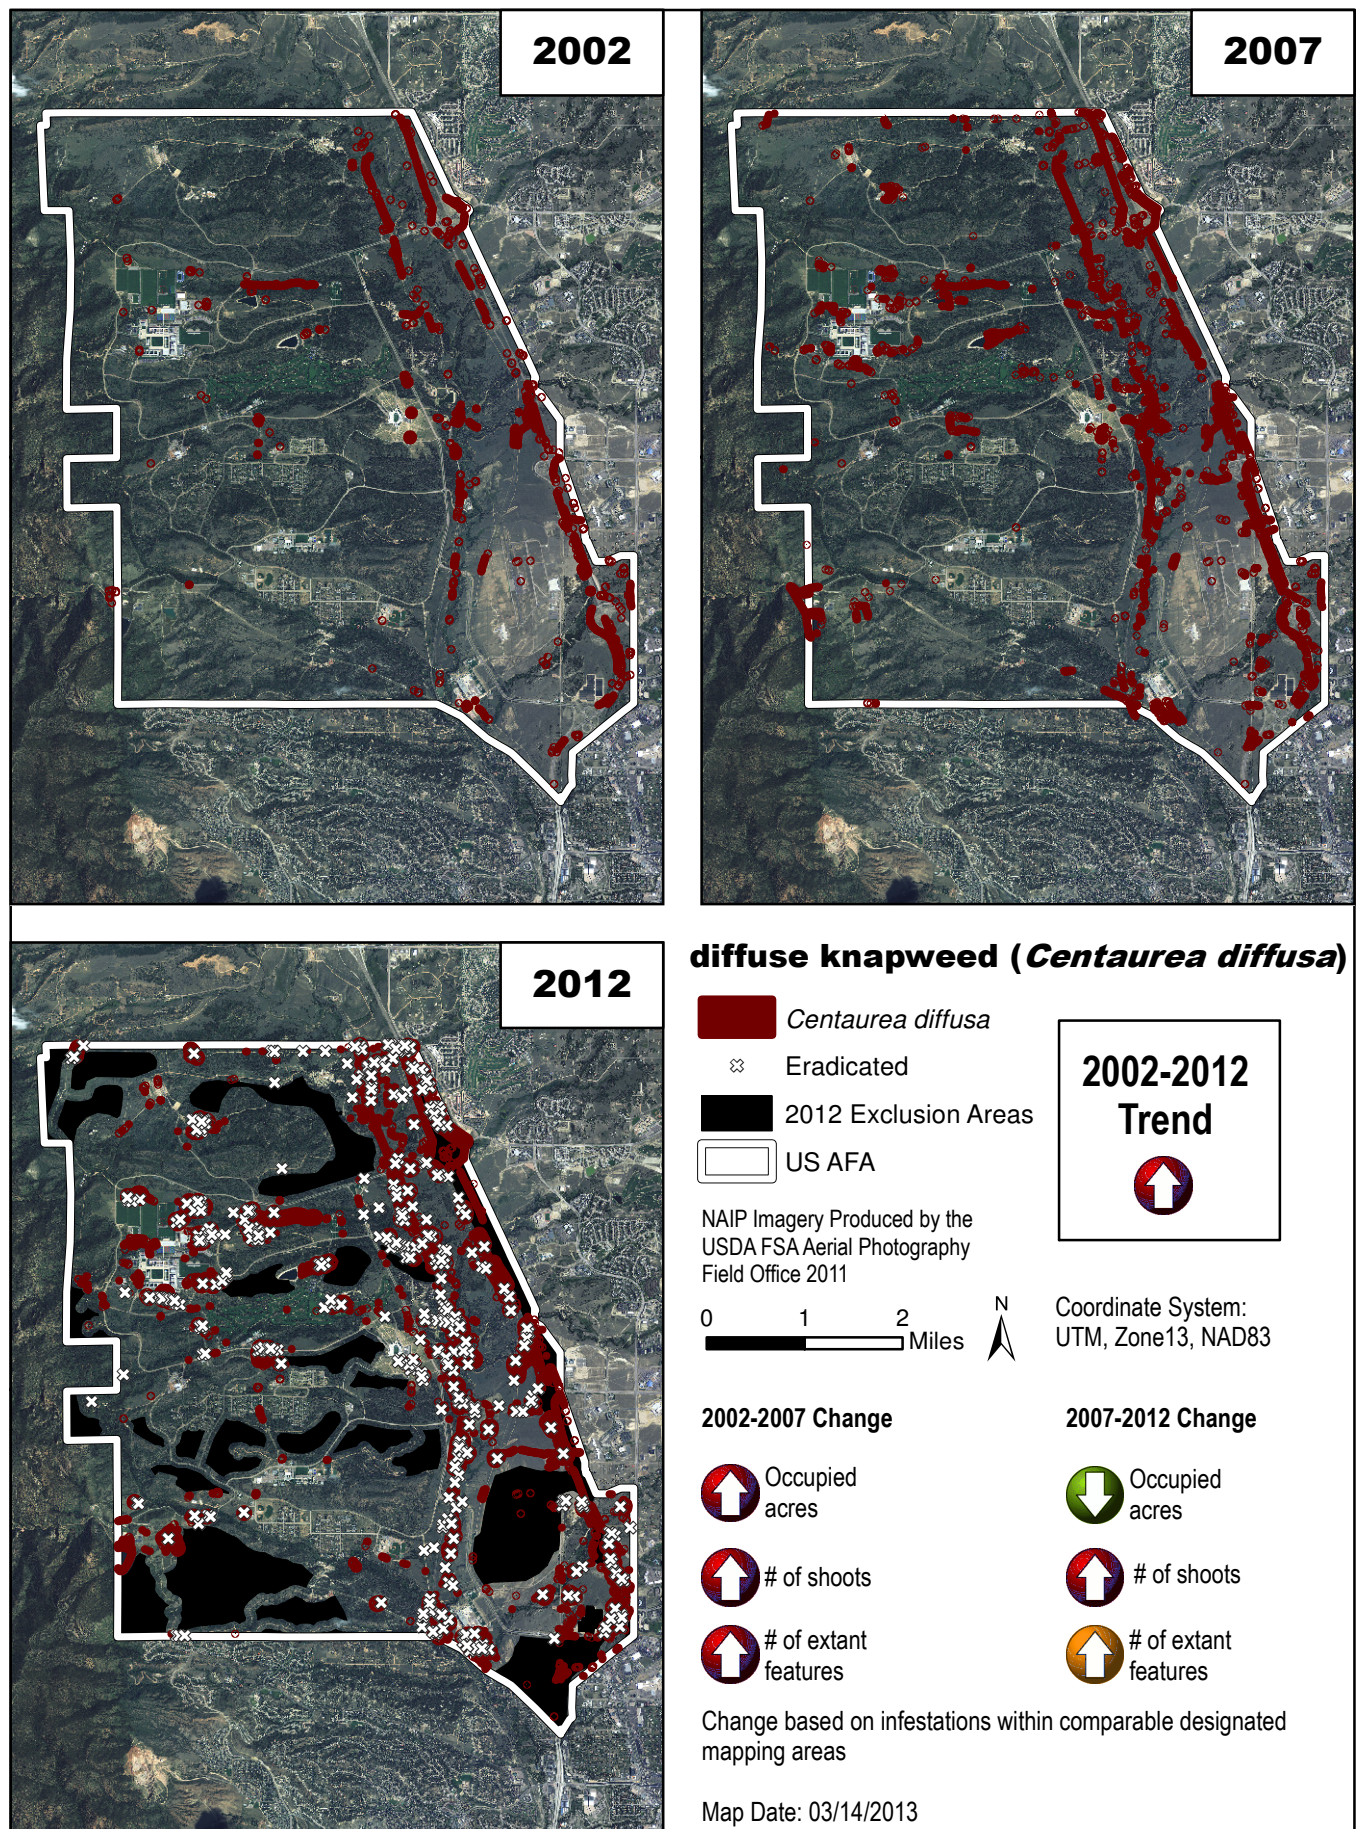 2002
2007
2012
diffuse knapweed (Centaurea diffusa)
Centaurea diffusa
Eradicated
2012 Exclusion Areas
US AFA
2002-2012
Trend
NAIP Imagery Produced by the
USDA FSA Aerial Photography
Field Office 2011
0 1 2
Miles
N
Coordinate System:
UTM, Zone13, NAD83
2002-2007 Change
Occupied
acres
# of shoots
# of extant
features
2007-2012 Change
Occupied
acres
# of shoots
# of extant
features
Change based on infestations within comparable designated
mapping areas
Map Date: 03/14/2013